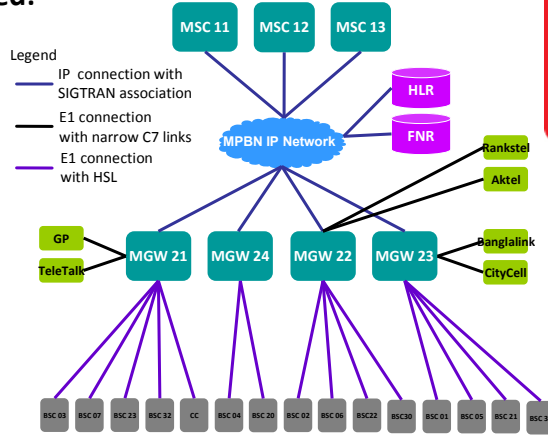 MSC 11
MSC 12
MSC 13
Legend
IP connection with
SIGTRAN association
E1 connection
with narrow C7 links
E1 connection
with HSL
HLR
FNR
MPBN IP Network
Rankstel
Aktel
GP
TeleTalk
MGW 21
MGW 24
MGW 22
MGW 23
Banglalink
CityCell
BSC 03
BSC 07
BSC 23
BSC 32
CC
BSC 04
BSC 20
BSC 02
BSC 06
BSC22
BSC30
BSC 01
BSC 05
BSC 21